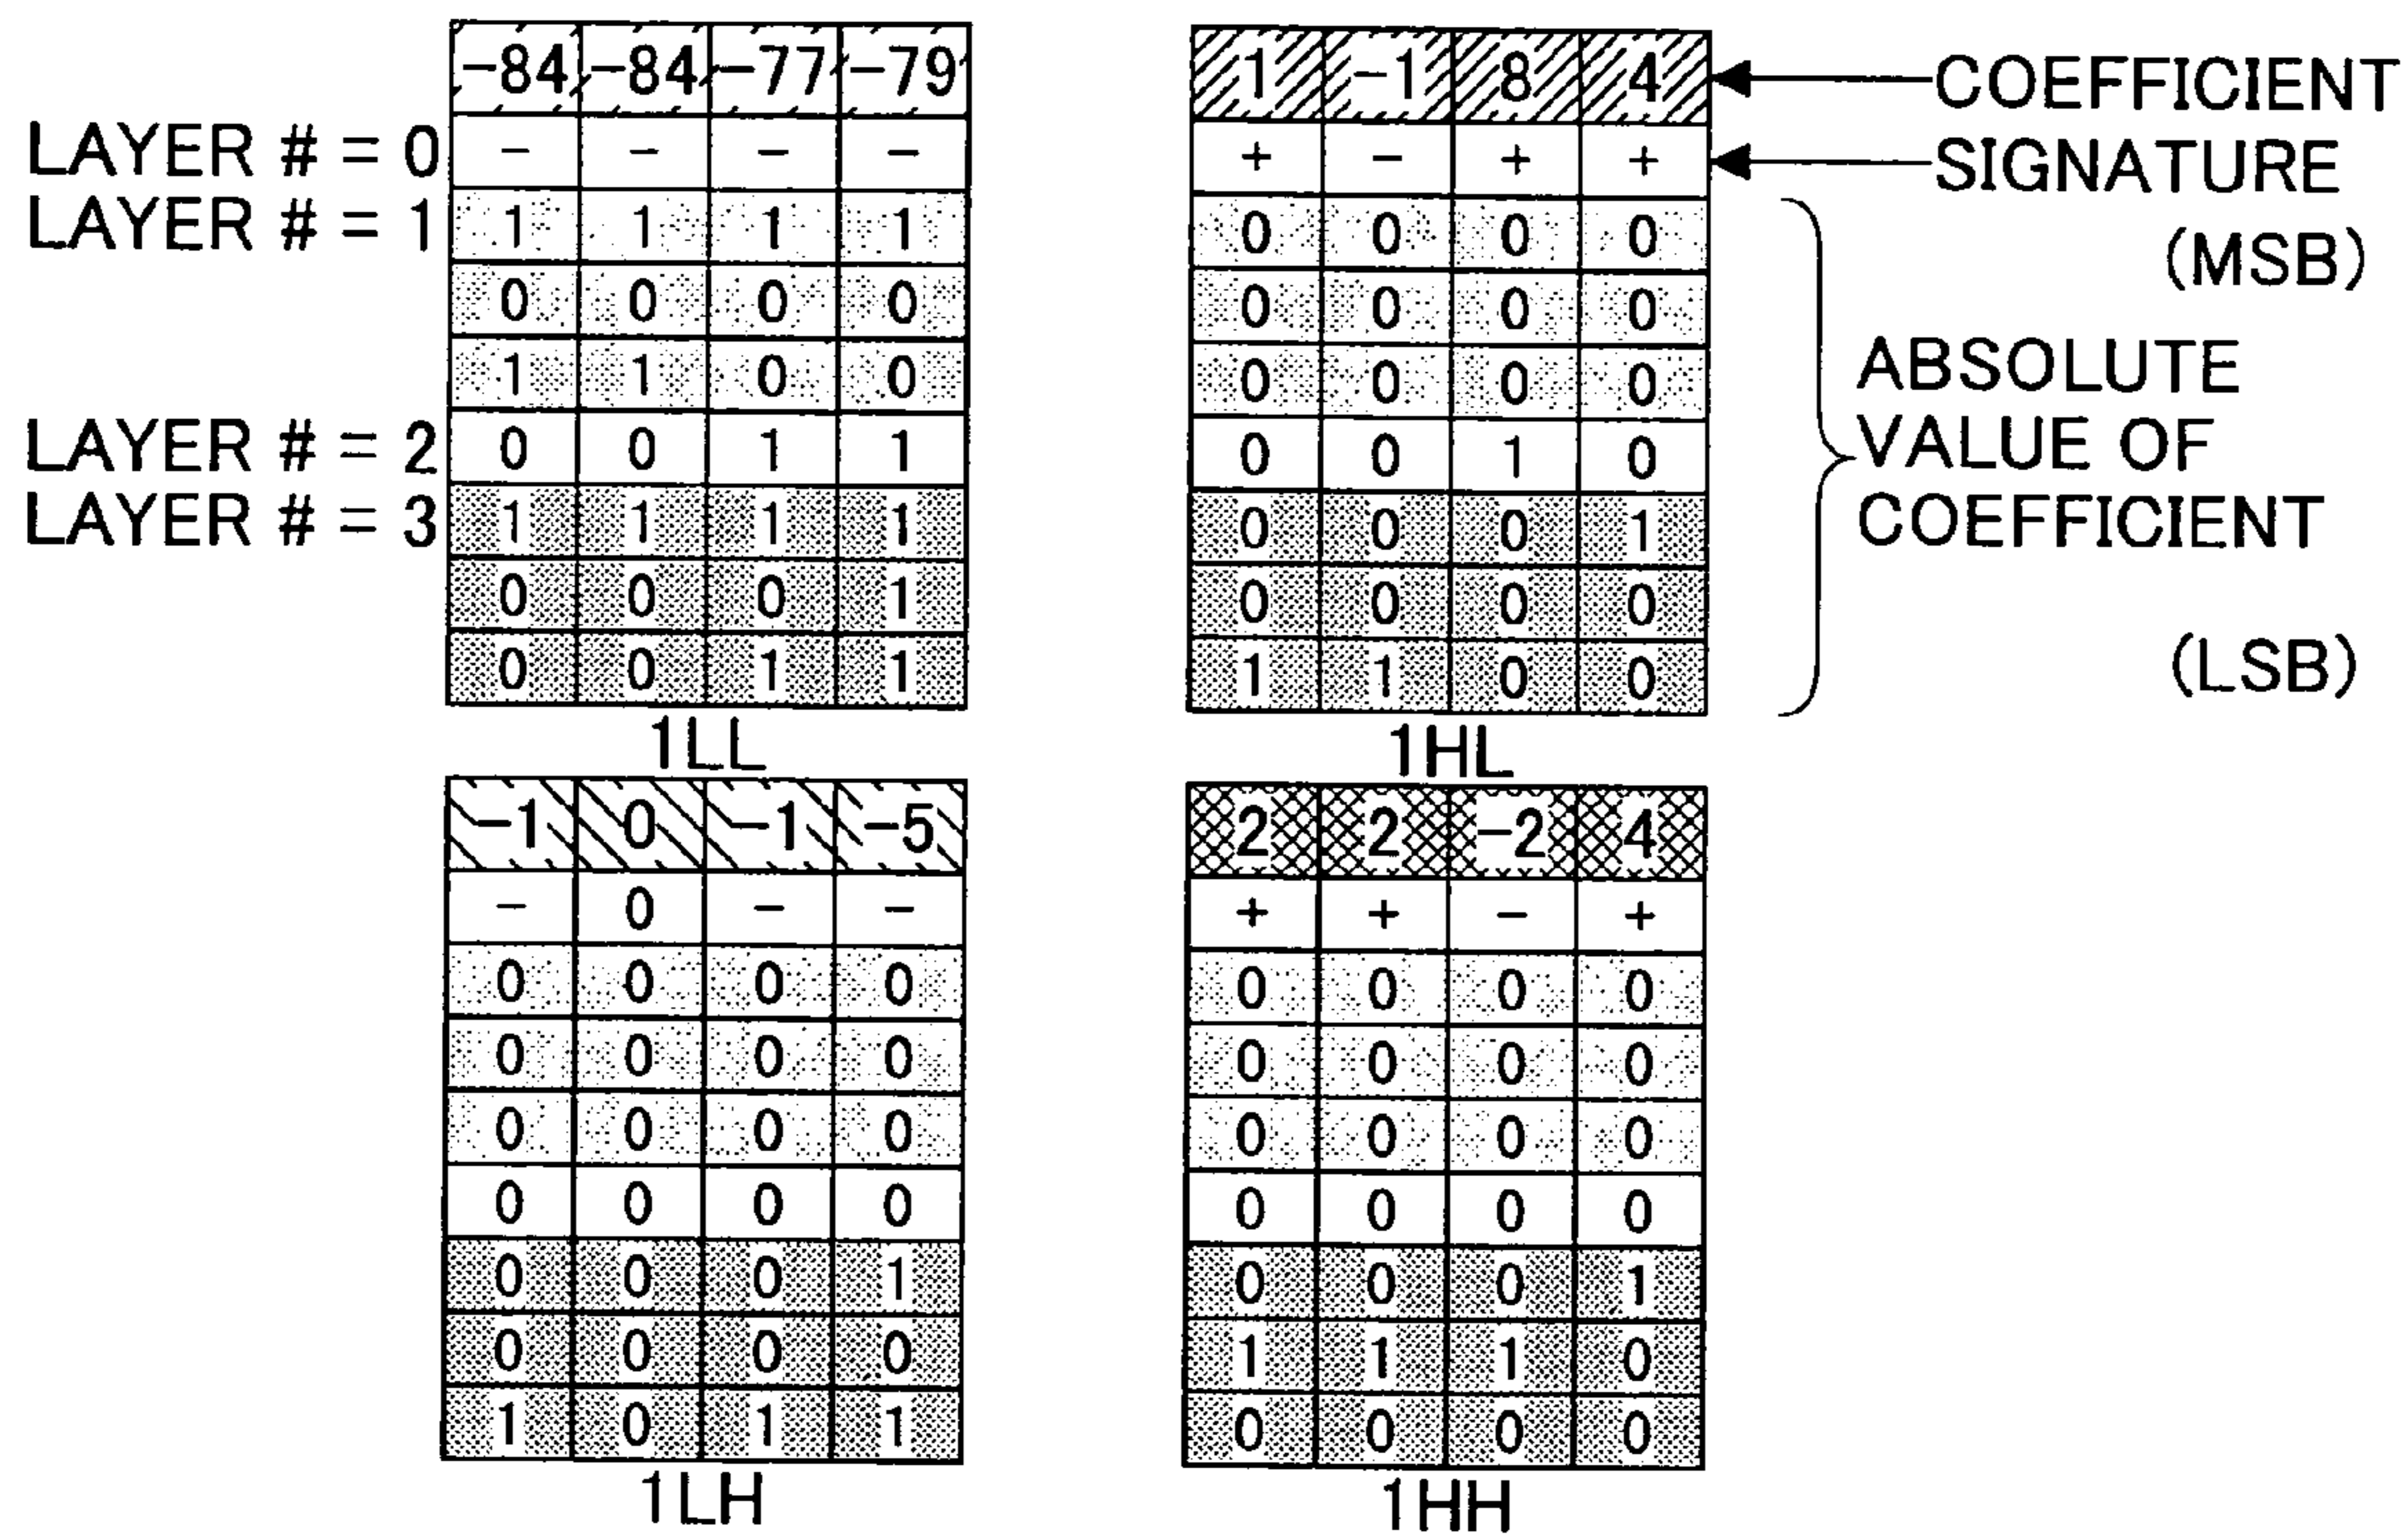 -84 -84 -77 -79
LAYER # = 0 - - - -
LAYER # = 1 1 1 1 1
0 0 0 0
1 1 0 0
LAYER # = 2 0 0 1 1
LAYER # = 3 1 1 1 1
0 0 0 1
0 0 1 1
1LL
1 -1 8 4 COEFFICIENT
+ - + + SIGNATURE
0 0 0 0 (MSB)
0 0 0 0
0 0 0 0 ABSOLUTE
0 0 1 0 VALUE OF
0 0 0 1 COEFFICIENT
0 0 0 0
1 1 0 0 (LSB)
1HL
-1 0 -1 -5
- 0 - -
0 0 0 0
0 0 0 0
0 0 0 0
0 0 0 0
0 0 0 1
0 0 0 0
1 0 1 1
1LH
2 2 -2 4
+ + - +
0 0 0 0
0 0 0 0
0 0 0 0
0 0 0 0
0 0 0 1
1 1 1 0
0 0 0 0
1HH